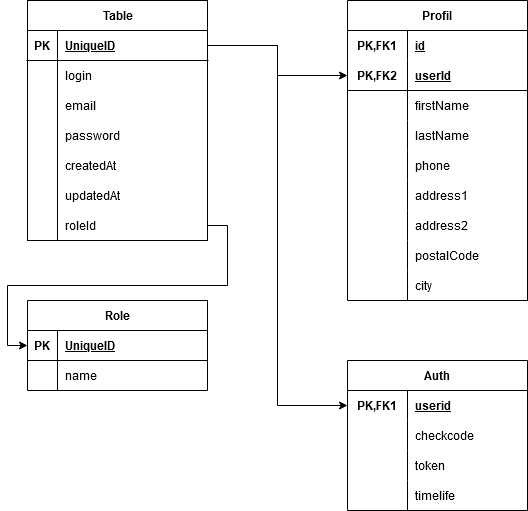 Table
PK UniqueID
login
email
password
createdAt
updatedAt
roleId
Profil
PK,FK1 id
PK,FK2 userId
firstName
lastName
phone
address1
address2
postalCode
city
Role
PK UniqueID
name
Auth
PK,FK1 userid
checkcode
token
timelife